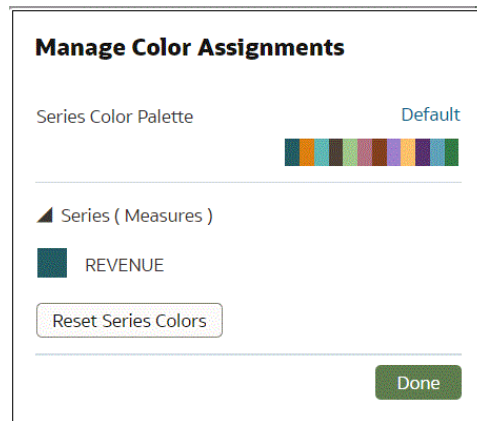 Manage Color Assignments
Series Color Palette
Default
Series ( Measures )
REVENUE
Reset Series Colors
Done